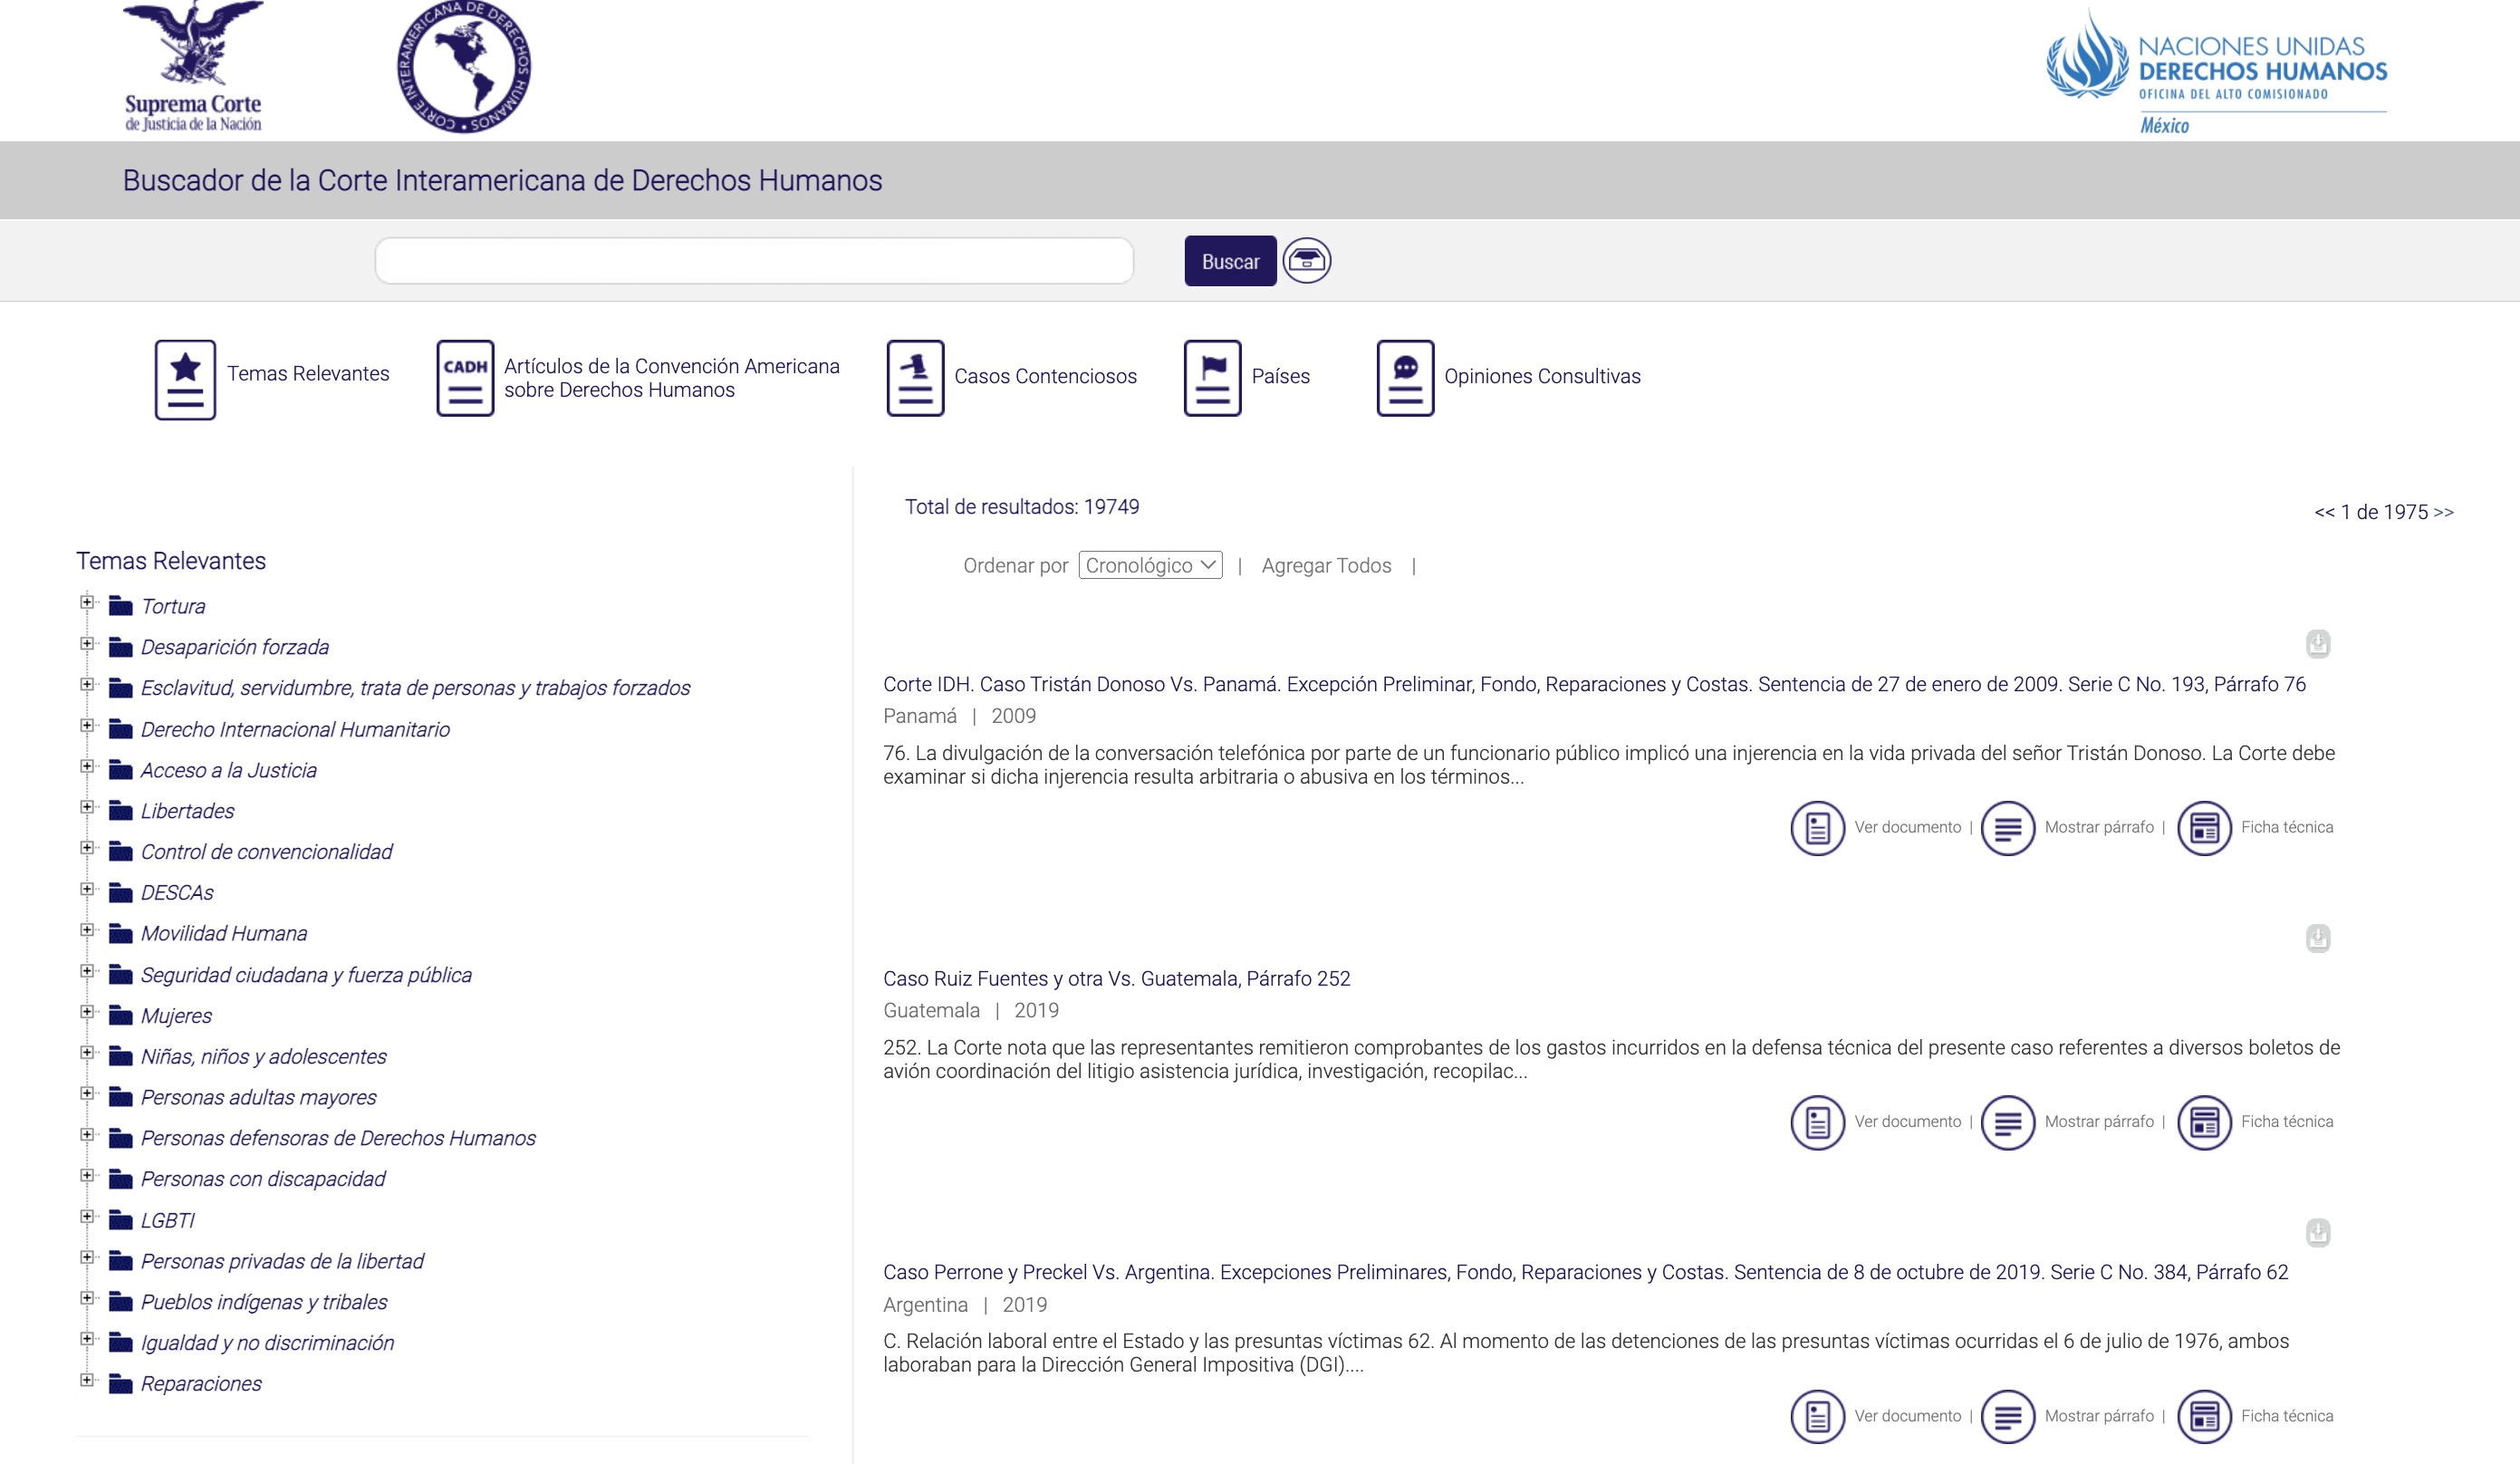 Suprema Corte
de Justicia de la Nación
CORTE INTERAMERICANA DE DERECHOS HUMANOS
NACIONES UNIDAS
DERECHOS HUMANOS
OFICINA DEL ALTO COMISIONADO
México
Buscador de la Corte Interamericana de Derechos Humanos
Buscar
Temas Relevantes
CADH
Artículos de la Convención Americana
sobre Derechos Humanos
Casos Contenciosos
Países
Opiniones Consultivas
Temas Relevantes
Tortura
Desaparición forzada
Esclavitud, servidumbre, trata de personas y trabajos forzados
Derecho Internacional Humanitario
Acceso a la Justicia
Libertades
Control de convencionalidad
DESCAs
Movilidad Humana
Seguridad ciudadana y fuerza pública
Mujeres
Niñas, niños y adolescentes
Personas adultas mayores
Personas defensoras de Derechos Humanos
Personas con discapacidad
LGBTI
Personas privadas de la libertad
Pueblos indígenas y tribales
Igualdad y no discriminación
Reparaciones
Total de resultados: 19749
<< 1 de 1975 >>
Ordenar por Cronológico | Agregar Todos |
Corte IDH. Caso Tristán Donoso Vs. Panamá. Excepción Preliminar, Fondo, Reparaciones y Costas. Sentencia de 27 de enero de 2009. Serie C No. 193, Párrafo 76
Panamá | 2009
76. La divulgación de la conversación telefónica por parte de un funcionario público implicó una injerencia en la vida privada del señor Tristán Donoso. La Corte debe
examinar si dicha injerencia resulta arbitraria o abusiva en los términos...
Ver documento | Mostrar párrafo | Ficha técnica
Caso Ruiz Fuentes y otra Vs. Guatemala, Párrafo 252
Guatemala | 2019
252. La Corte nota que las representantes remitieron comprobantes de los gastos incurridos en la defensa técnica del presente caso referentes a diversos boletos de
avión coordinación del litigio asistencia jurídica, investigación, recopilac...
Ver documento | Mostrar párrafo | Ficha técnica
Caso Perrone y Preckel Vs. Argentina. Excepciones Preliminares, Fondo, Reparaciones y Costas. Sentencia de 8 de octubre de 2019. Serie C No. 384, Párrafo 62
Argentina | 2019
C. Relación laboral entre el Estado y las presuntas víctimas 62. Al momento de las detenciones de las presuntas víctimas ocurridas el 6 de julio de 1976, ambos
laboraban para la Dirección General Impositiva (DGI)....
Ver documento | Mostrar párrafo | Ficha técnica